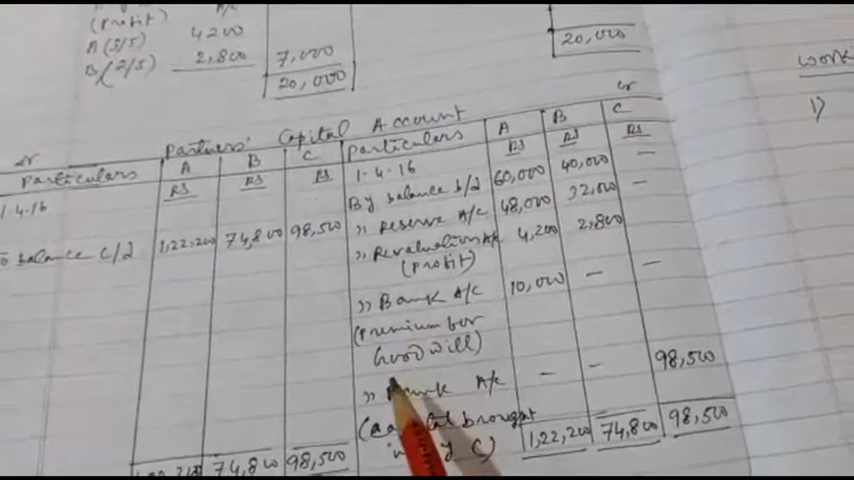 (Profit)
A (3/5) 4200
B (2/5) 2,800 7,000
20,000 20,000
1)
Partners' Capital Account
Dr Cr
Particulars A B C Particulars A B C
RS RS RS RS RS RS
1.4.16 1.4.16
By balance b/d 60,000 40,000 —
To balance c/d 1,22,200 74,800 98,500 ,, Reserve A/c 48,000 32,000 —
,, Revaluation A/c 4,200 2,800
(Profit)
,, Bank A/c 10,000 — —
(Premium for
Goodwill)
,, Bank A/c — — 98,500
(Capital brought
in by C)
1,22,200 74,800 98,500 1,22,200 74,800 98,500